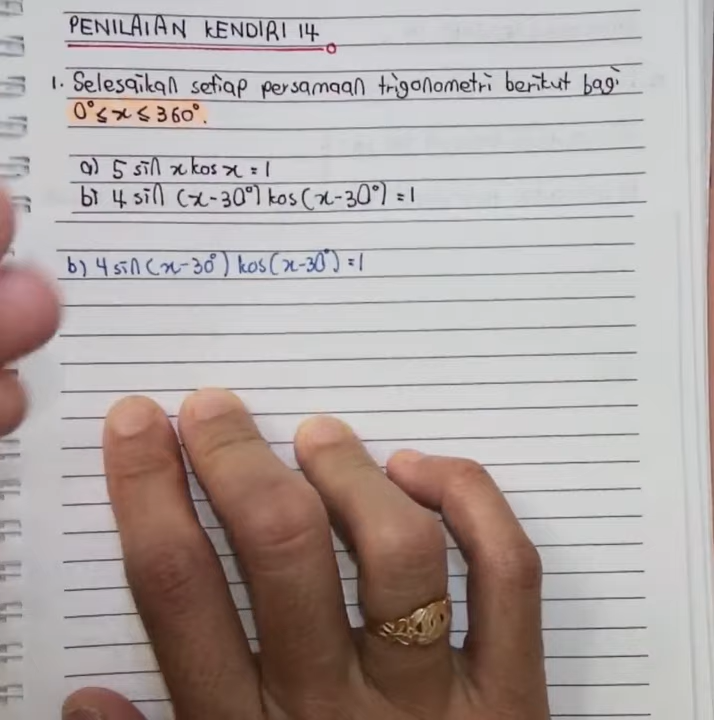 PENILAIAN KENDIRI 14
1. Selesaikan setiap persamaan trigonometri berikut bagi
0° ≤ x ≤ 360°.
a) 5 sin x kos x = 1
b) 4 sin (x-30°) kos (x-30°) = 1
b) 4 sin (x-30°) kos (x-30°) = 1